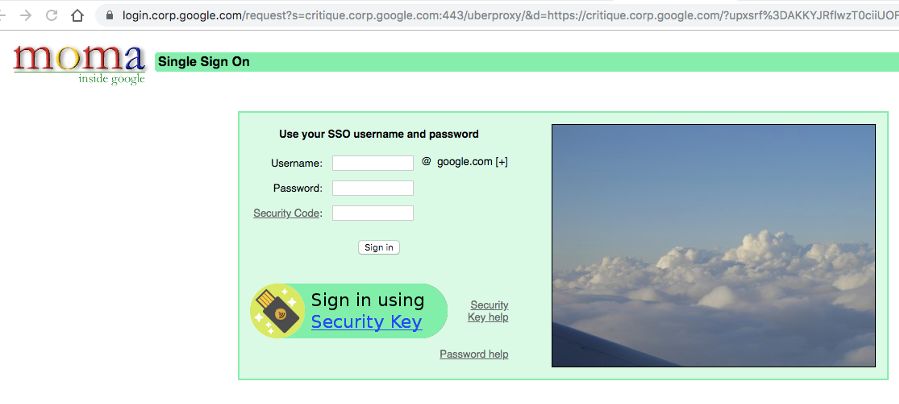 login.corp.google.com/request?s=critique.corp.google.com:443/uberproxy/&d=https://critique.corp.google.com/?upxsrf%3DAKKYJRflwzT0ciiUOF
moma
inside google
Single Sign On
Use your SSO username and password
Username: @ google.com [+]
Password:
Security Code:
Sign in
Sign in using
Security Key
Security
Key help
Password help